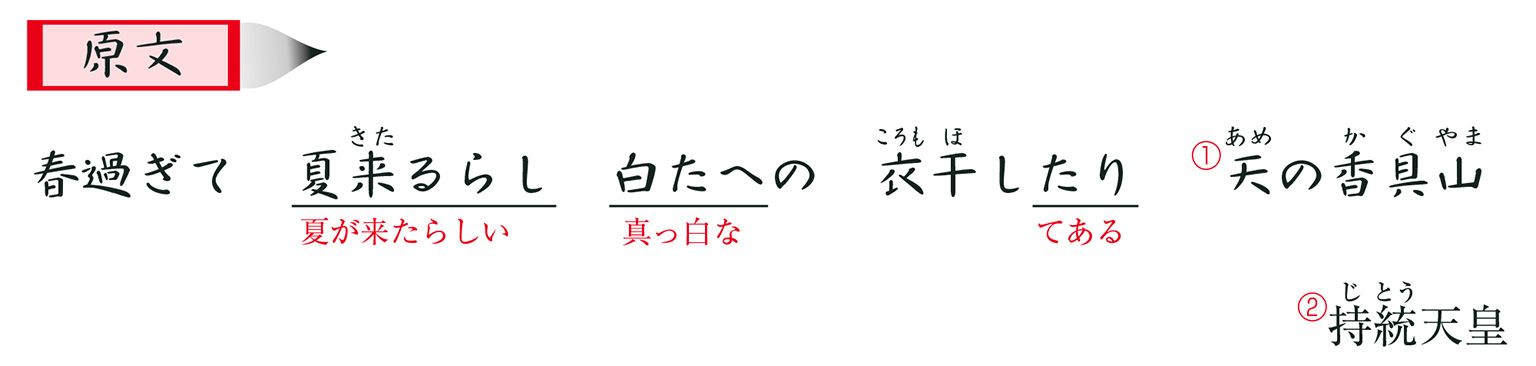 原文
きた ころも ほ あめ か ぐ やま
春過ぎて 夏来るらし 白たへの 衣干したり ①天の香具山
夏が来たらしい 真っ白な てある
じ とう
②持統天皇